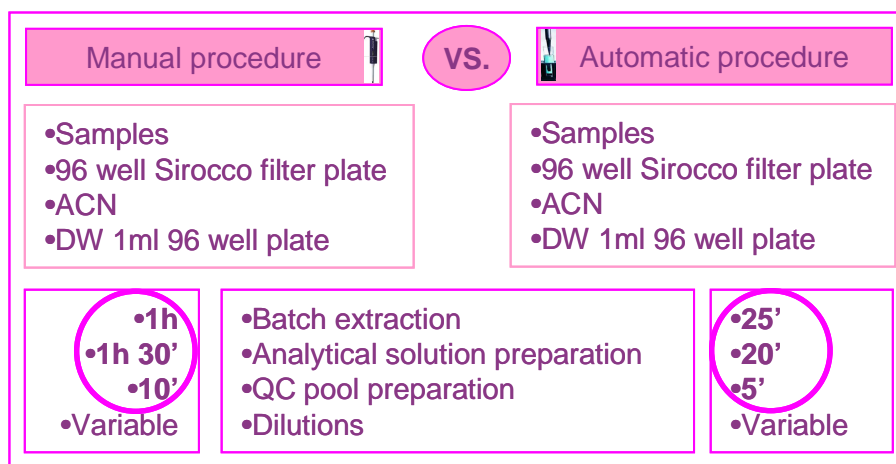 Manual procedure
VS.
Automatic procedure
•Samples
•96 well Sirocco filter plate
•ACN
•DW 1ml 96 well plate
•Samples
•96 well Sirocco filter plate
•ACN
•DW 1ml 96 well plate
•1h
•1h 30’
•10’
•Variable
•Batch extraction
•Analytical solution preparation
•QC pool preparation
•Dilutions
•25’
•20’
•5’
•Variable